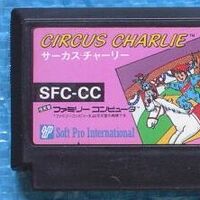 CIRCUS CHARLIE™
サーカス・チャーリー
SFC-CC
ファミリー コンピュータ
Soft Pro International